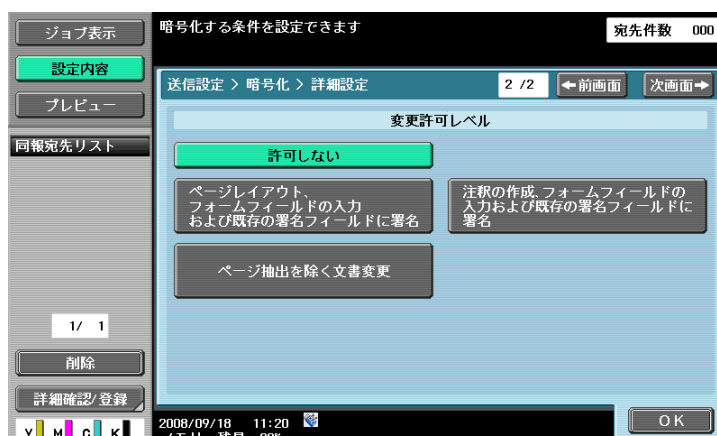 ジョブ表示
設定内容
プレビュー
同報宛先リスト
1/ 1
削除
詳細確認/登録
Y M C K
暗号化する条件を設定できます
宛先件数 000
送信設定 > 暗号化 > 詳細設定
2 /2
←前画面
次画面→
変更許可レベル
許可しない
ページレイアウト、
フォームフィールドの入力
および既存の署名フィールドに署名
注釈の作成、フォームフィールドの
入力および既存の署名フィールドに
署名
ページ抽出を除く文書変更
2008/09/18 11:20
OK